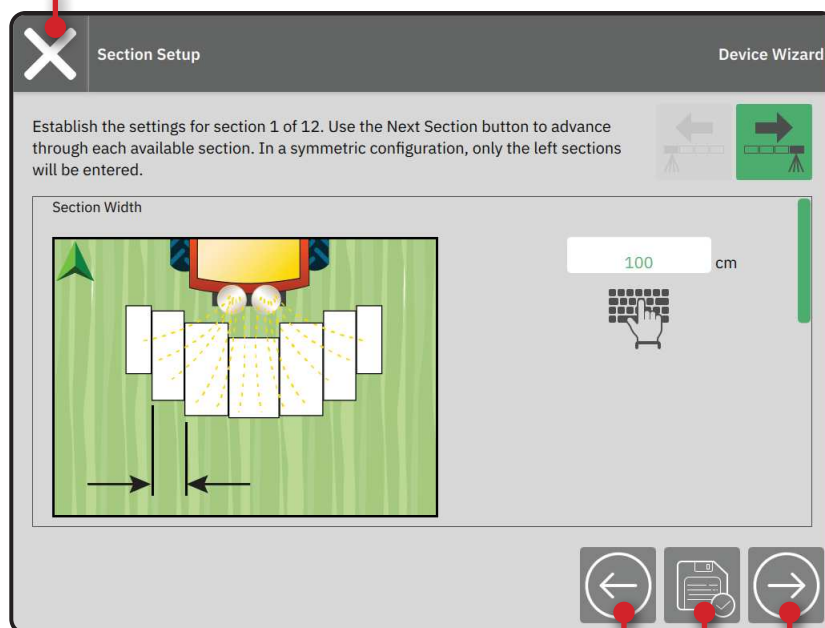 Section Setup
Device Wizard
Establish the settings for section 1 of 12. Use the Next Section button to advance
through each available section. In a symmetric configuration, only the left sections
will be entered.
Section Width
100 cm